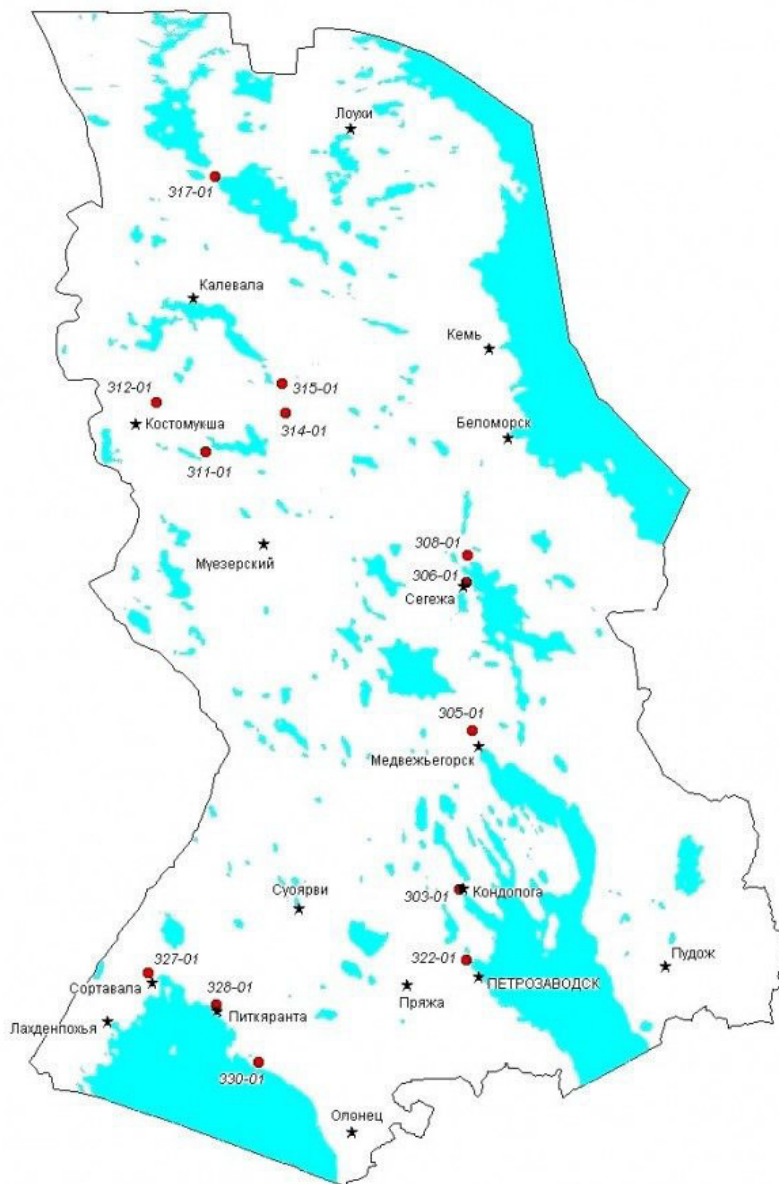 Лоухи
317-01
Калевала
Кемь
312-01
315-01
Костомукша
314-01
Беломорск
311-01
Муезерский
308-01
306-01
Сегежа
305-01
Медвежьегорск
303-01
Кондопога
Суоярви
322-01
Пудож
327-01
Сортавала
328-01
Пряжа
ПЕТРОЗАВОДСК
Питкяранта
Лахденпохья
330-01
Олонец